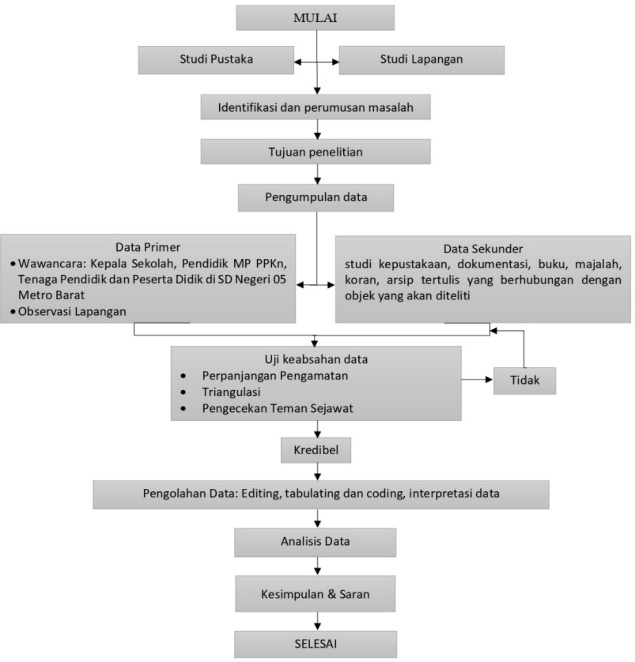 MULAI
Studi Pustaka
Studi Lapangan
Identifikasi dan perumusan masalah
Tujuan penelitian
Pengumpulan data
Data Primer
• Wawancara: Kepala Sekolah, Pendidik MP PPKn,
Tenaga Pendidik dan Peserta Didik di SD Negeri 05
Metro Barat
• Observasi Lapangan
Data Sekunder
studi kepustakaan, dokumentasi, buku, majalah,
koran, arsip tertulis yang berhubungan dengan
objek yang akan diteliti
Uji keabsahan data
• Perpanjangan Pengamatan
• Triangulasi
• Pengecekan Teman Sejawat
Tidak
Kredibel
Pengolahan Data: Editing, tabulating dan coding, interpretasi data
Analisis Data
Kesimpulan & Saran
SELESAI